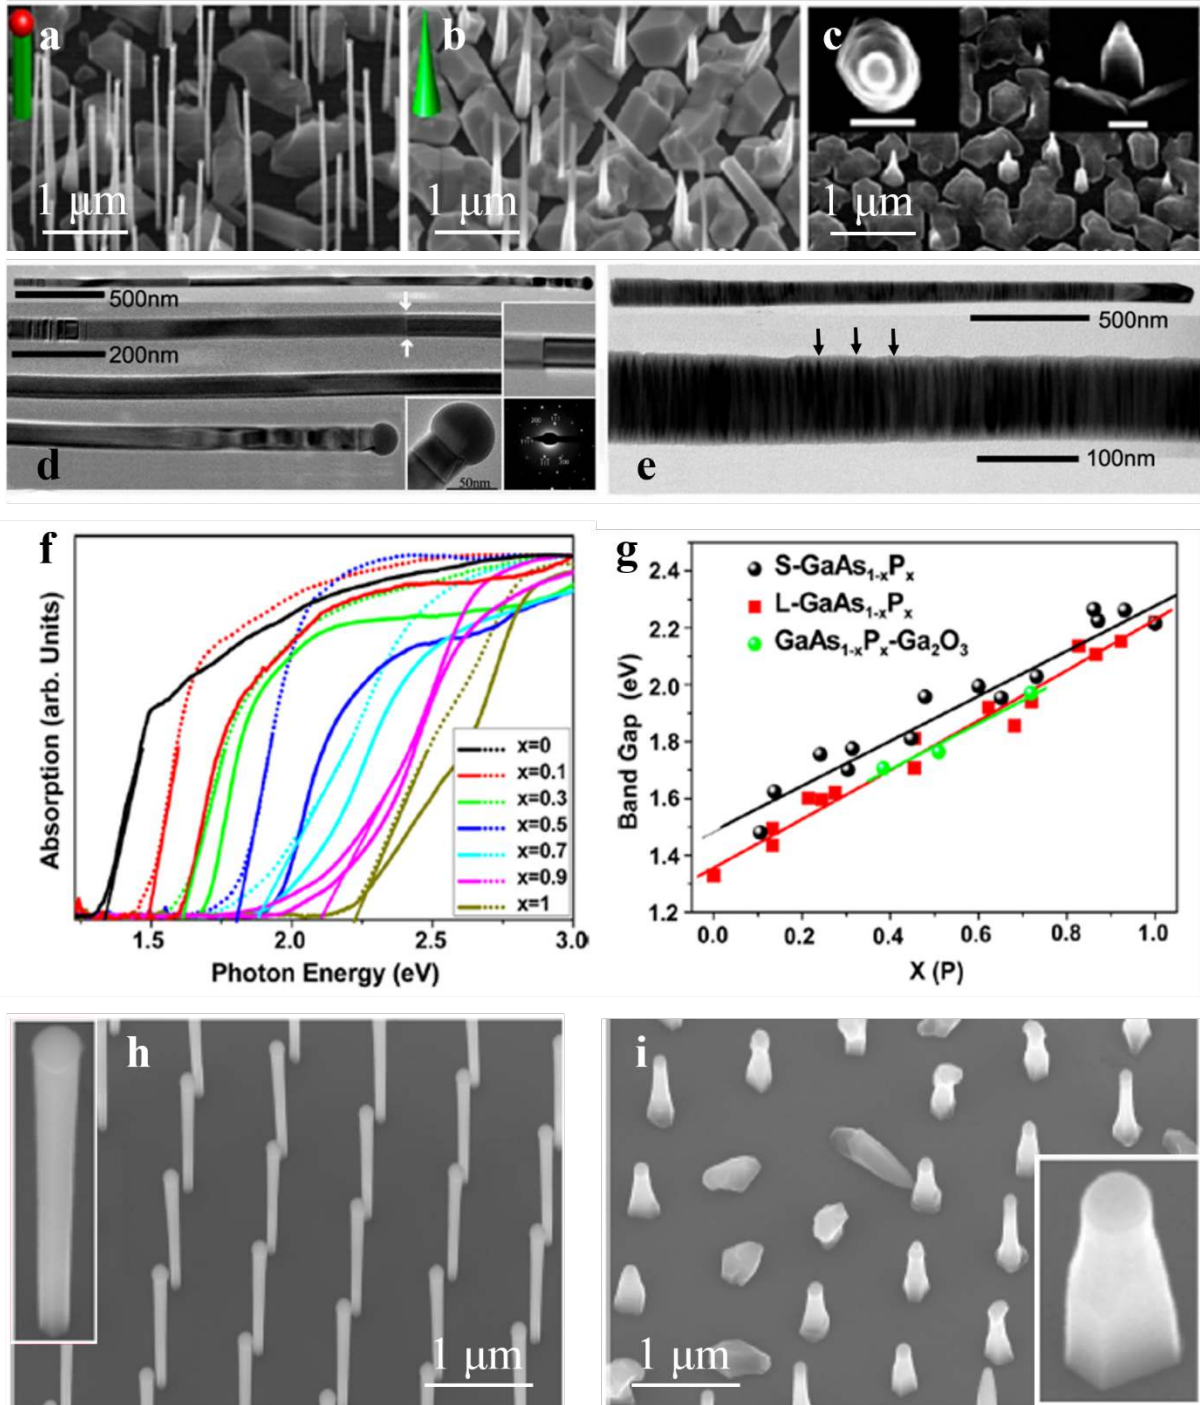 a
b
c
1 μm
1 μm
1 μm
500nm
200nm
d
50nm
500nm
e
100nm
f
Absorption (arb. Units)
x=0
x=0.1
x=0.3
x=0.5
x=0.7
x=0.9
x=1
1.5
2.0
2.5
3.0
Photon Energy (eV)
g
S-GaAs1-xPx
L-GaAs1-xPx
GaAs1-xPx-Ga2O3
Band Gap (eV)
2.4
2.2
2.0
1.8
1.6
1.4
1.2
0.0
0.2
0.4
0.6
0.8
1.0
X (P)
h
1 μm
i
1 μm